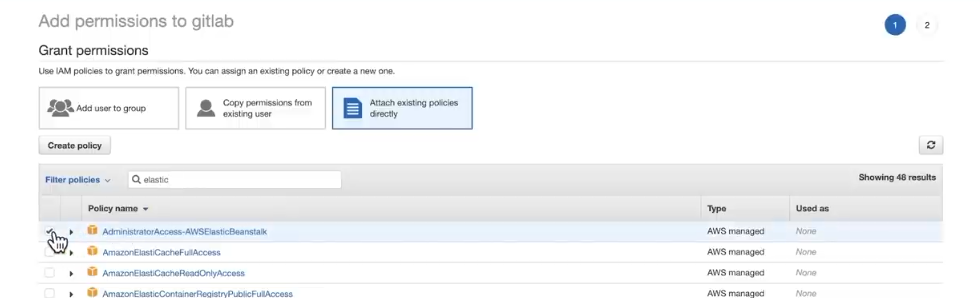 Add permissions to gitlab
1 2
Grant permissions
Use IAM policies to grant permissions. You can assign an existing policy or create a new one.
Add user to group
Copy permissions from
existing user
Attach existing policies
directly
Create policy
Filter policies
elastic
Showing 48 results
Policy name Type Used as
AdministratorAccess-AWSElasticBeanstalk AWS managed None
AmazonElastiCacheFullAccess AWS managed None
AmazonElastiCacheReadOnlyAccess AWS managed None
AmazonElasticContainerRegistryPublicFullAccess AWS managed None